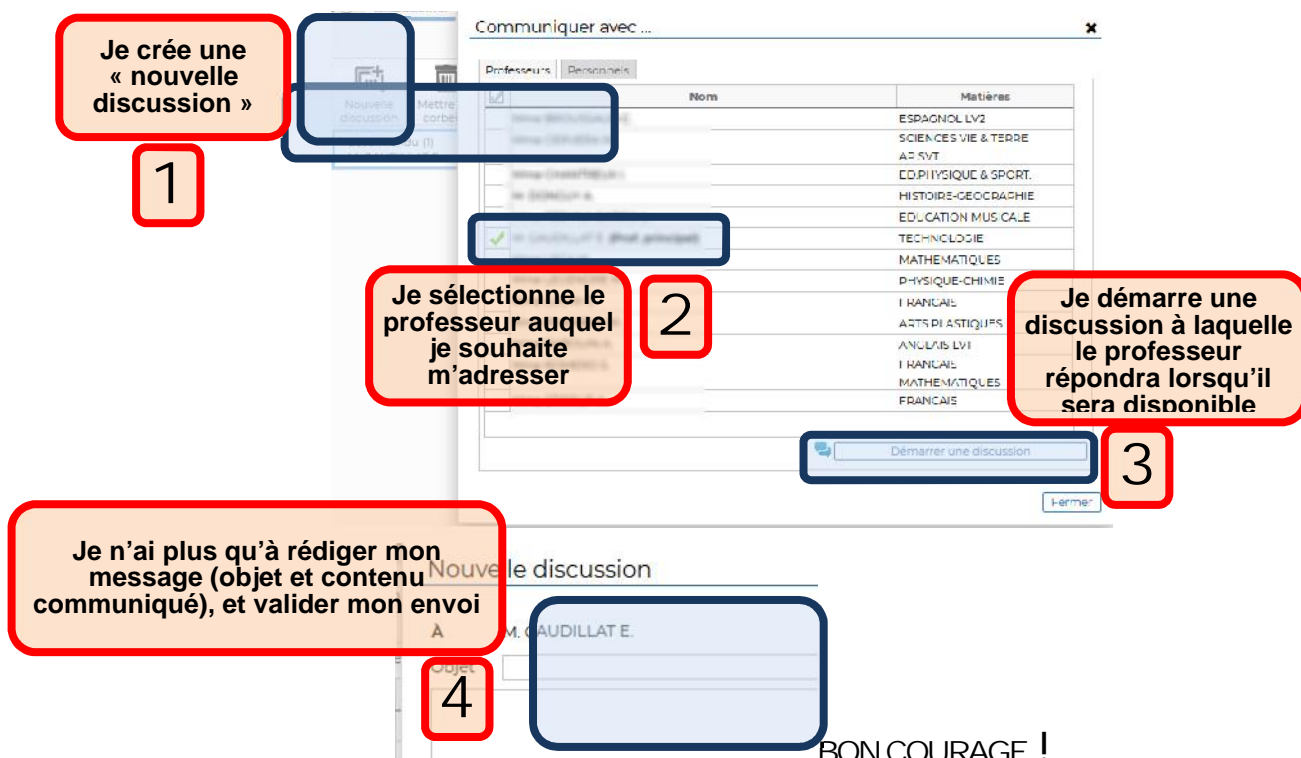 Je crée une
« nouvelle
discussion »
1
Communiquer avec ...
Professeurs Personnels
Nouvelle
discussion
Mettre
Nom Matières
ESPAGNOL LV2
SCIENCES VIE & TERRE
AP SVT
ED.PHYSIQUE & SPORT.
HISTOIRE-GEOGRAPHIE
EDUCATION MUSICALE
M. GAUDILLAT E. (Prof. principal) TECHNOLOGIE
MATHEMATIQUES
PHYSIQUE-CHIMIE
FRANCAIS
ARTS PLASTIQUES
ANGLAIS LV1
FRANCAIS
MATHEMATIQUES
FRANCAIS
Je sélectionne le
professeur auquel
je souhaite
m’adresser
2
Je démarre une
discussion à laquelle
le professeur
répondra lorsqu’il
sera disponible
3
Démarrer une discussion
Fermer
Je n’ai plus qu’à rédiger mon
message (objet et contenu
communiqué), et valider mon envoi
4
Nouvelle discussion
À M. GAUDILLAT E.
Objet
BON COURAGE !